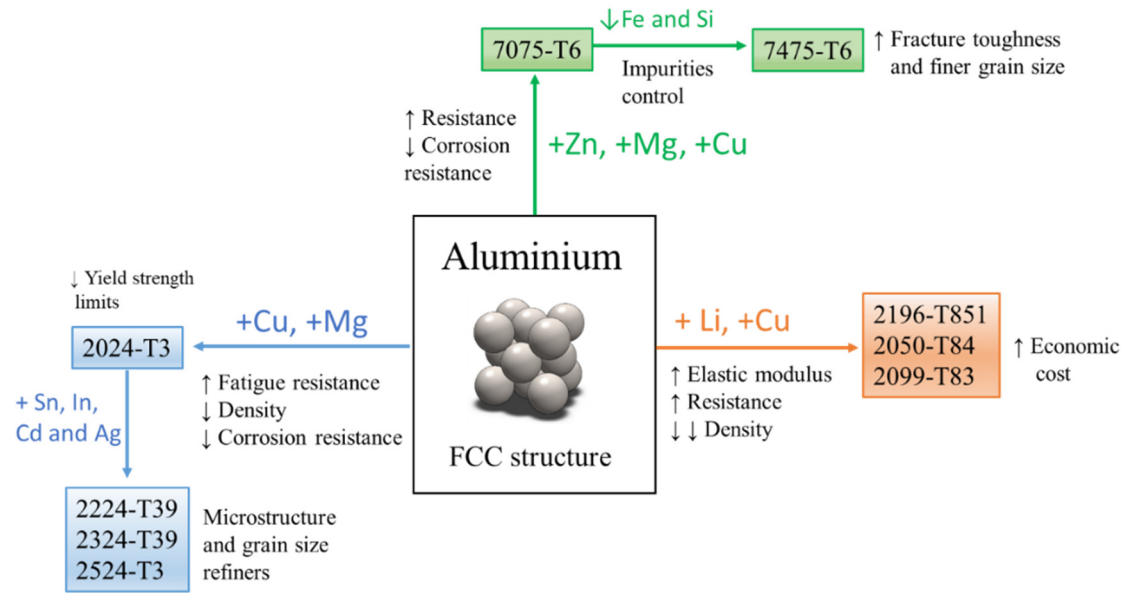 ↓Fe and Si
7075-T6
7475-T6
↑ Fracture toughness
and finer grain size
Impurities
control
↑ Resistance
↓ Corrosion
resistance
+Zn, +Mg, +Cu
Aluminium
FCC structure
↓ Yield strength
limits
+Cu, +Mg
2024-T3
↑ Fatigue resistance
↓ Density
↓ Corrosion resistance
+ Sn, In,
Cd and Ag
2224-T39
2324-T39
2524-T3
Microstructure
and grain size
refiners
+ Li, +Cu
↑ Elastic modulus
↑ Resistance
↓ ↓ Density
2196-T851
2050-T84
2099-T83
↑ Economic
cost